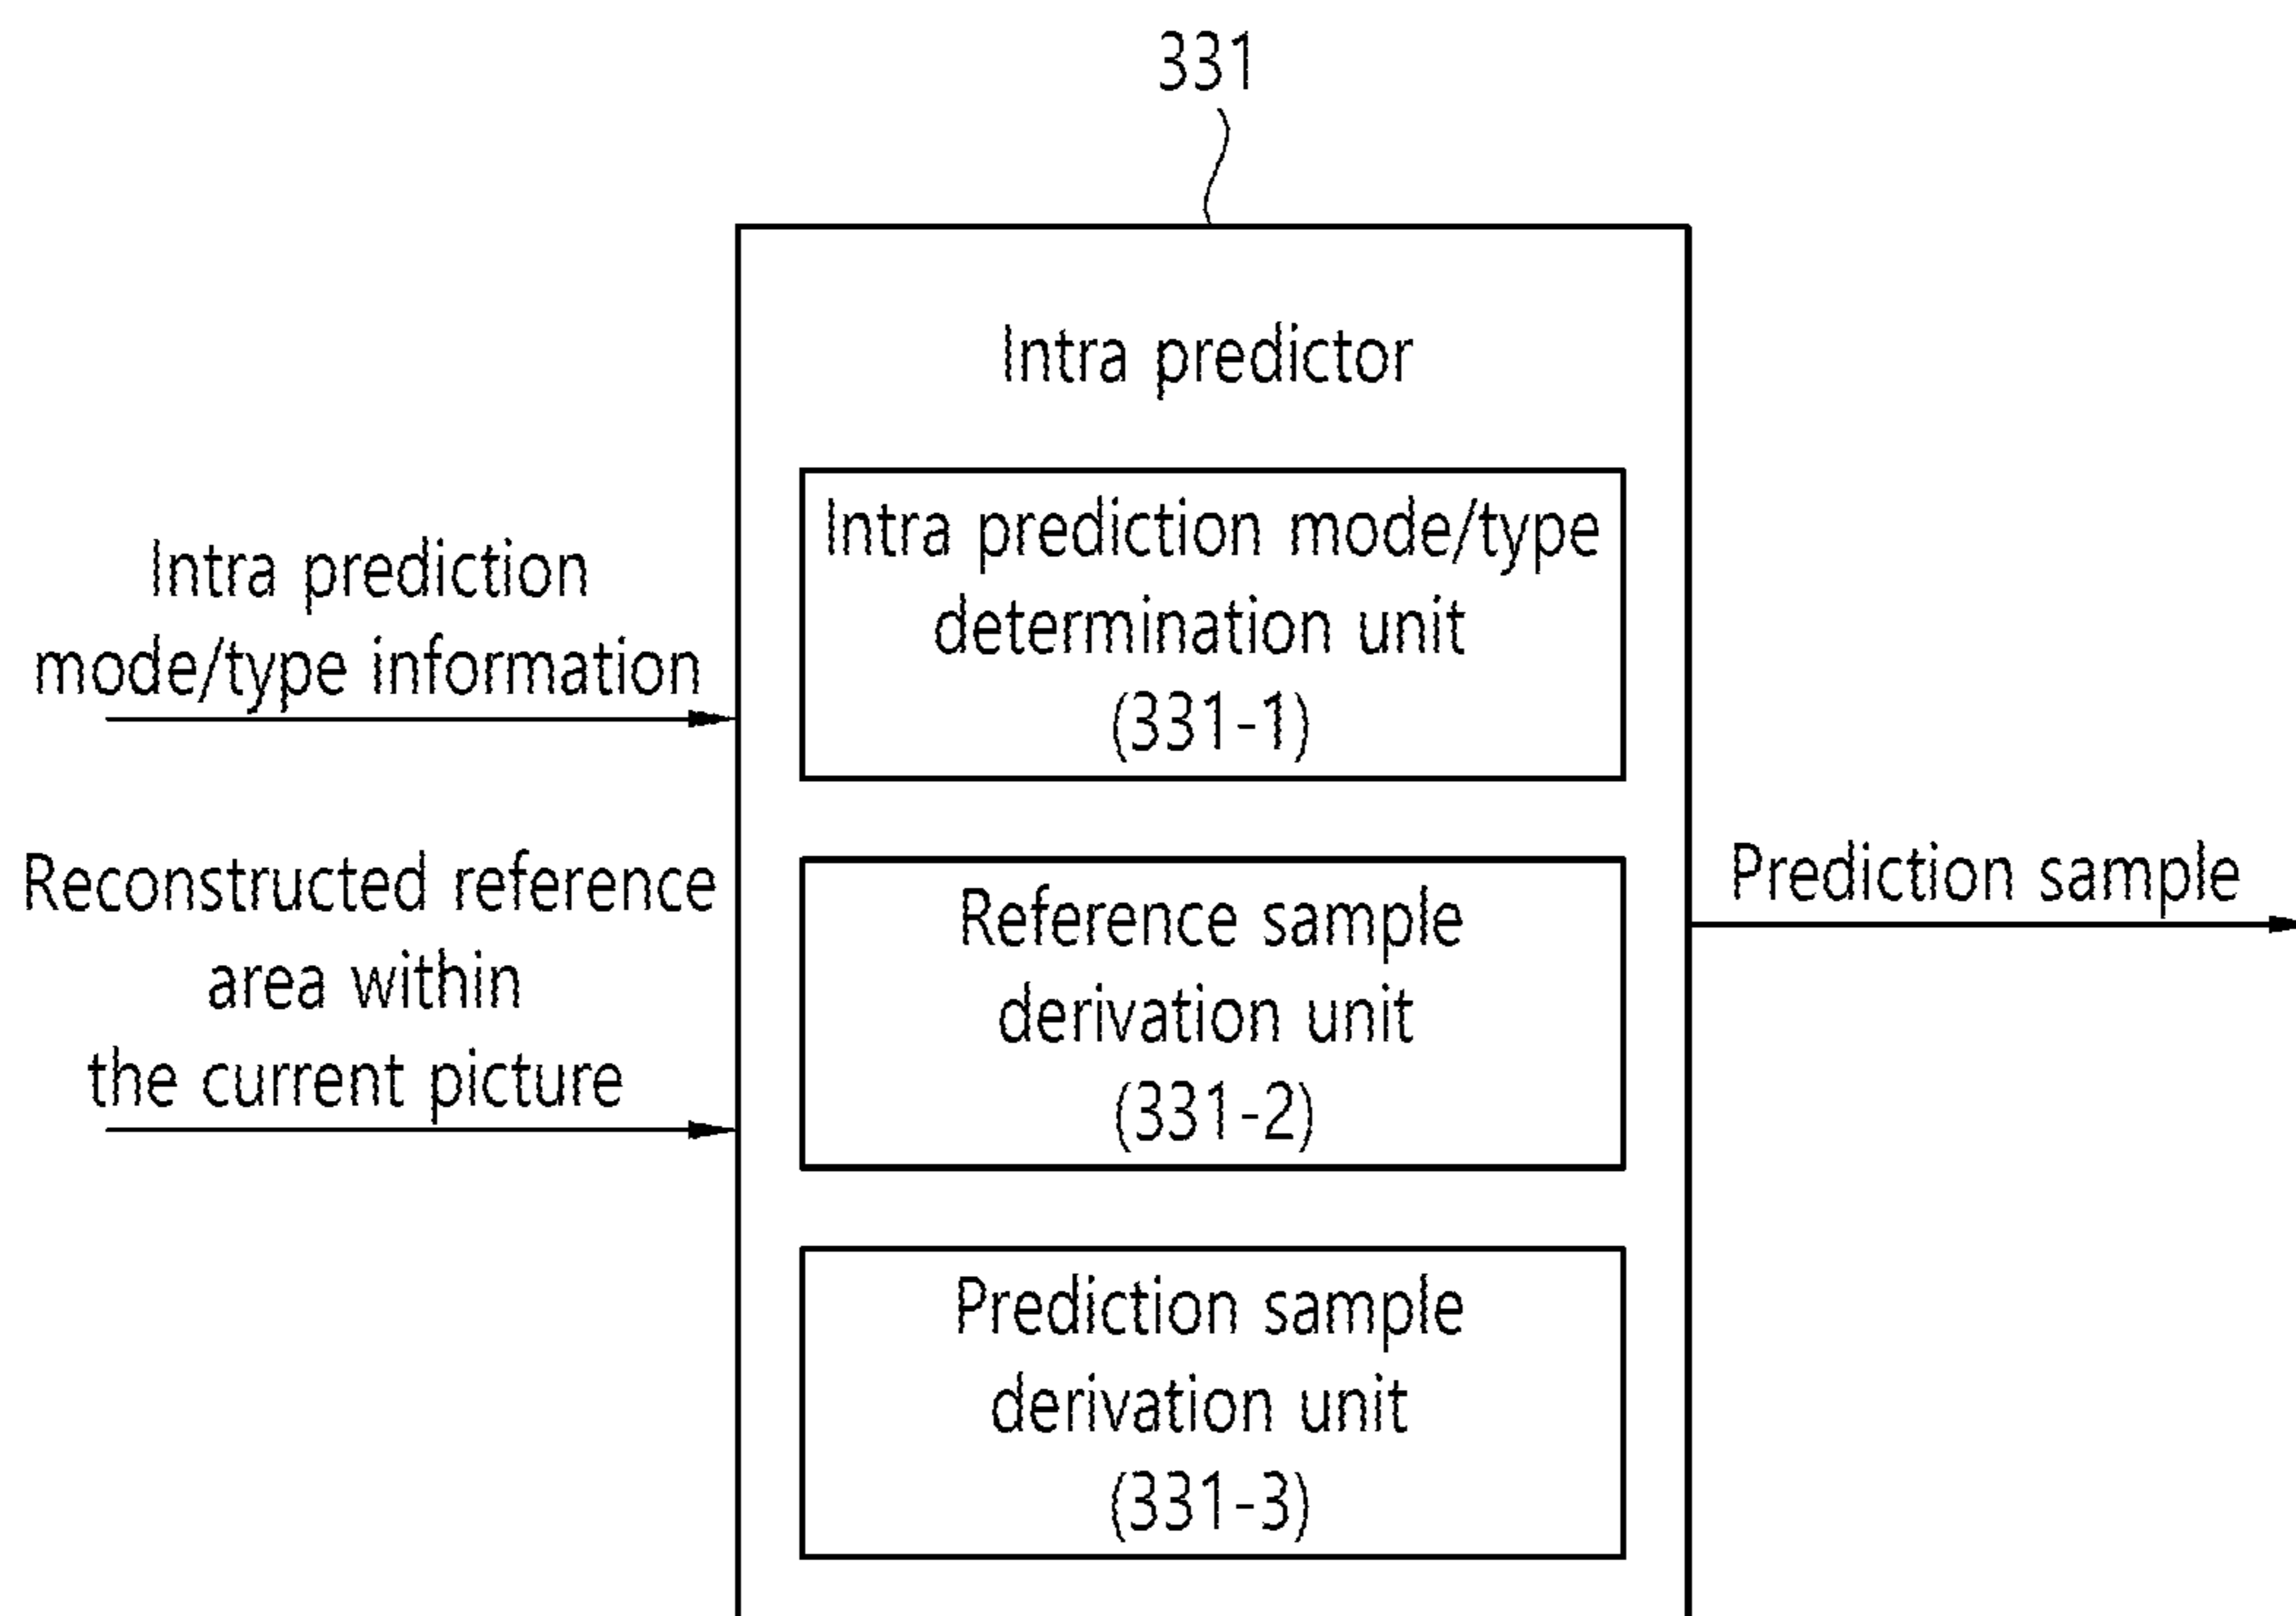 331
Intra predictor
Intra prediction mode/type
determination unit
(331-1)
Intra prediction
mode/type information
Reconstructed reference
area within
the current picture
Reference sample
derivation unit
(331-2)
Prediction sample
derivation unit
(331-3)
Prediction sample